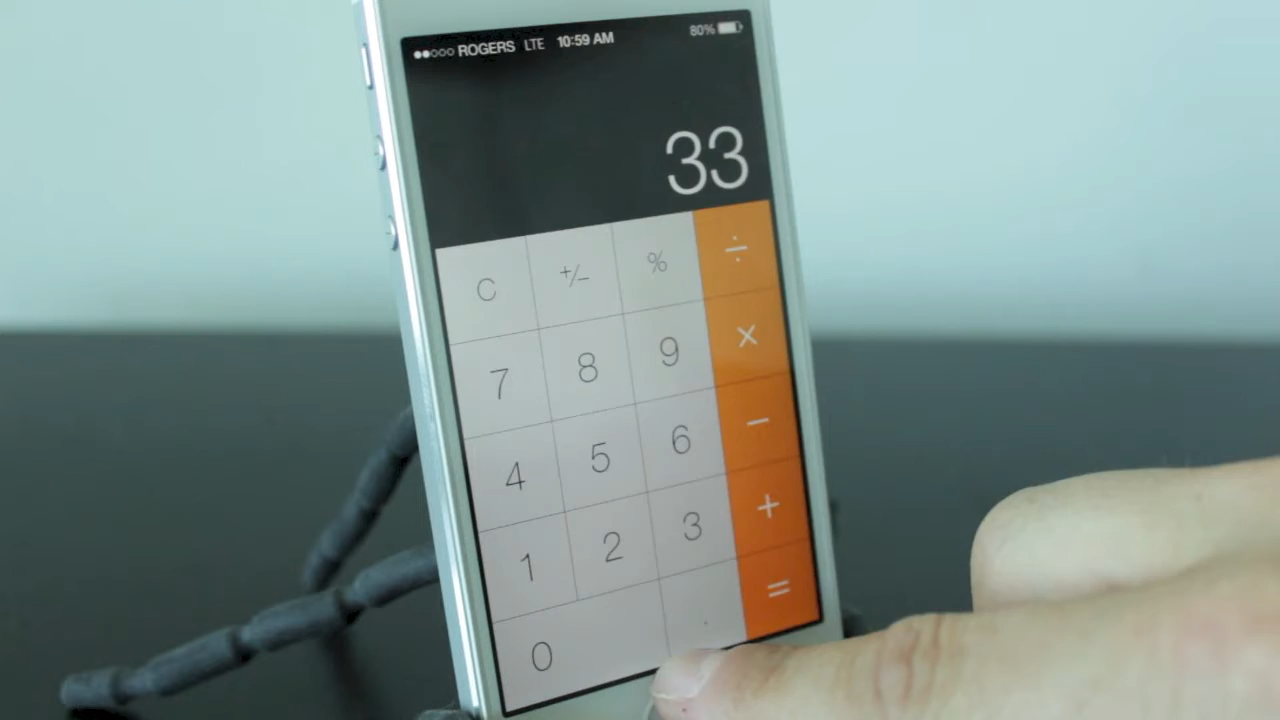 ●●○○○ ROGERS LTE 10:59 AM 80%
33
C +/- % ÷
7 8 9 ×
4 5 6 −
1 2 3 +
0 . =